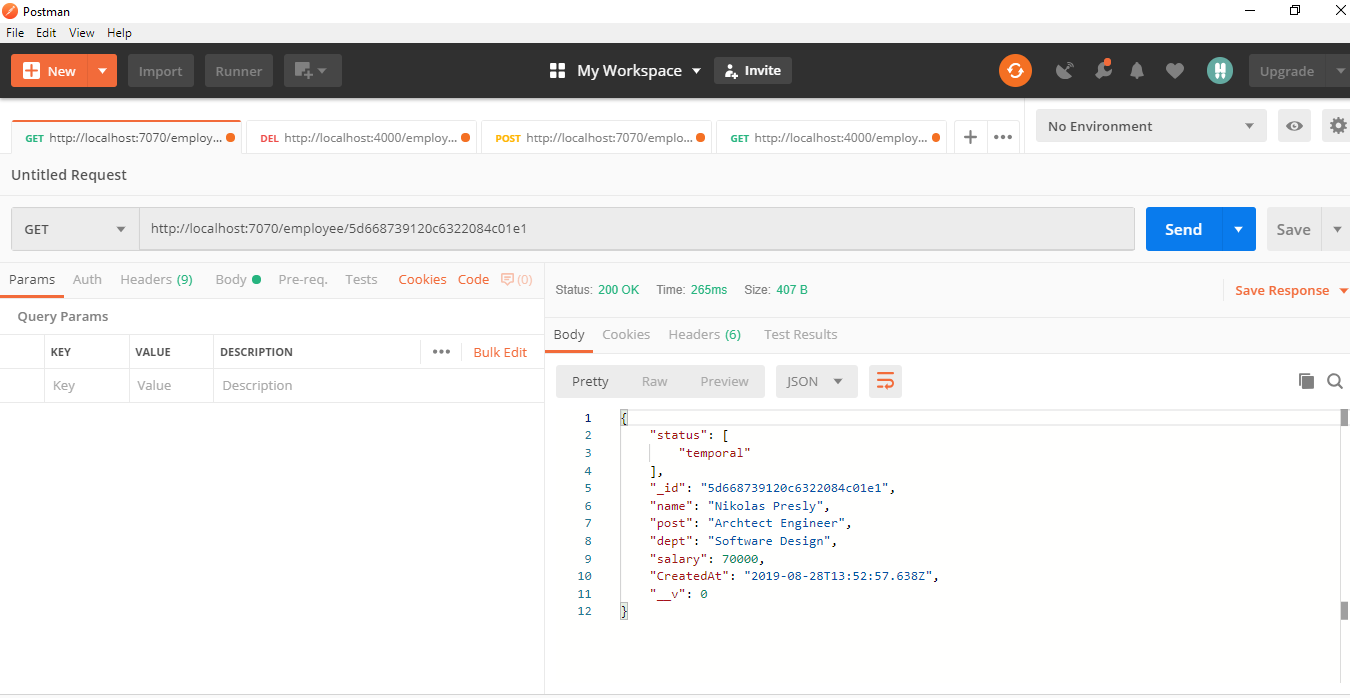 Postman
File Edit View Help
New Import Runner My Workspace Invite Upgrade
GET http://localhost:7070/employ... DEL http://localhost:4000/employ... POST http://localhost:7070/emplo... GET http://localhost:4000/employ... + ••• No Environment
Untitled Request
GET http://localhost:7070/employee/5d668739120c6322084c01e1 Send Save
Params Auth Headers (9) Body Pre-req. Tests Cookies Code (0)
Status: 200 OK Time: 265ms Size: 407 B Save Response
Query Params
Body Cookies Headers (6) Test Results
KEY VALUE DESCRIPTION ••• Bulk Edit
Key Value Description
Pretty Raw Preview JSON
1 {
2 "status": [
3 "temporal"
4 ],
5 "_id": "5d668739120c6322084c01e1",
6 "name": "Nikolas Presly",
7 "post": "Archtect Engineer",
8 "dept": "Software Design",
9 "salary": 70000,
10 "CreatedAt": "2019-08-28T13:52:57.638Z",
11 "__v": 0
12 }